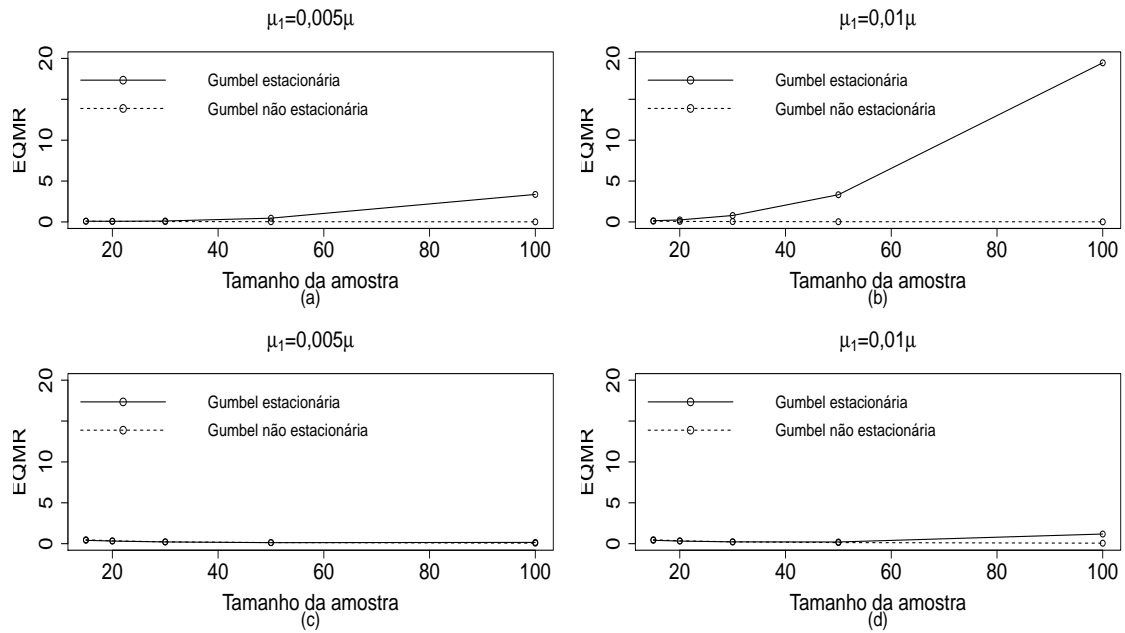 μ₁=0,005μ
EQMR
20
10
5
0
Gumbel estacionária
Gumbel não estacionária
20 40 60 80 100
Tamanho da amostra
(a)
μ₁=0,01μ
EQMR
20
10
5
0
Gumbel estacionária
Gumbel não estacionária
20 40 60 80 100
Tamanho da amostra
(b)
μ₁=0,005μ
EQMR
20
10
5
0
Gumbel estacionária
Gumbel não estacionária
20 40 60 80 100
Tamanho da amostra
(c)
μ₁=0,01μ
EQMR
20
10
5
0
Gumbel estacionária
Gumbel não estacionária
20 40 60 80 100
Tamanho da amostra
(d)